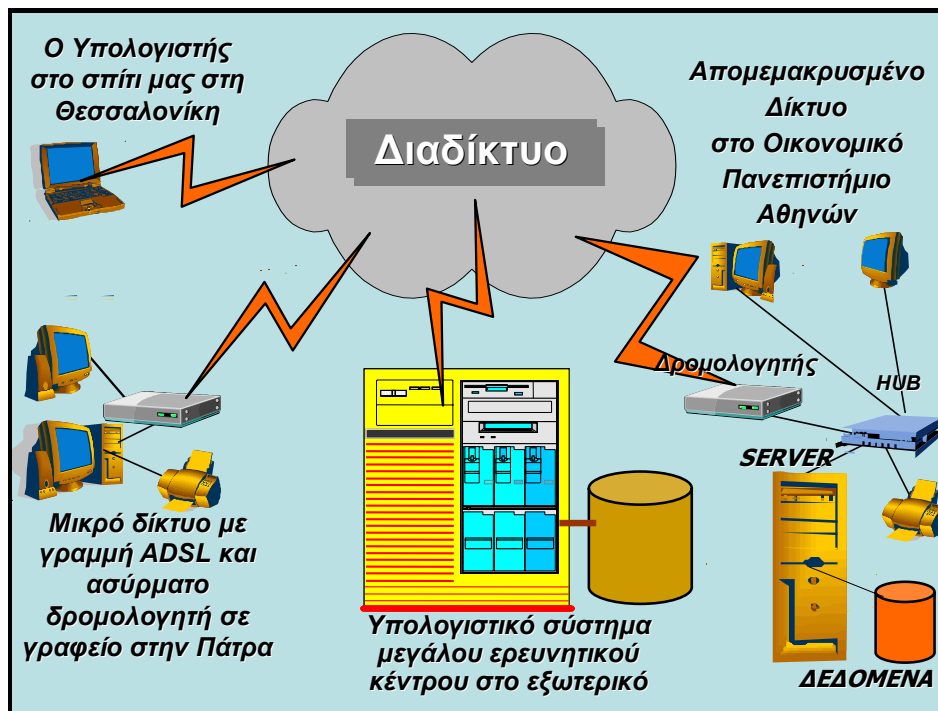 Ο Υπολογιστής
στο σπίτι μας στη
Θεσσαλονίκη
Διαδίκτυο
Απομεμακρυσμένο
Δίκτυο
στο Οικονομικό
Πανεπιστήμιο
Αθηνών
Δρομολογητής
HUB
SERVER
Μικρό δίκτυο με
γραμμή ADSL και
ασύρματο
δρομολογητή σε
γραφείο στην Πάτρα
Υπολογιστικό σύστημα
μεγάλου ερευνητικού
κέντρου στο εξωτερικό
ΔΕΔΟΜΕΝΑ